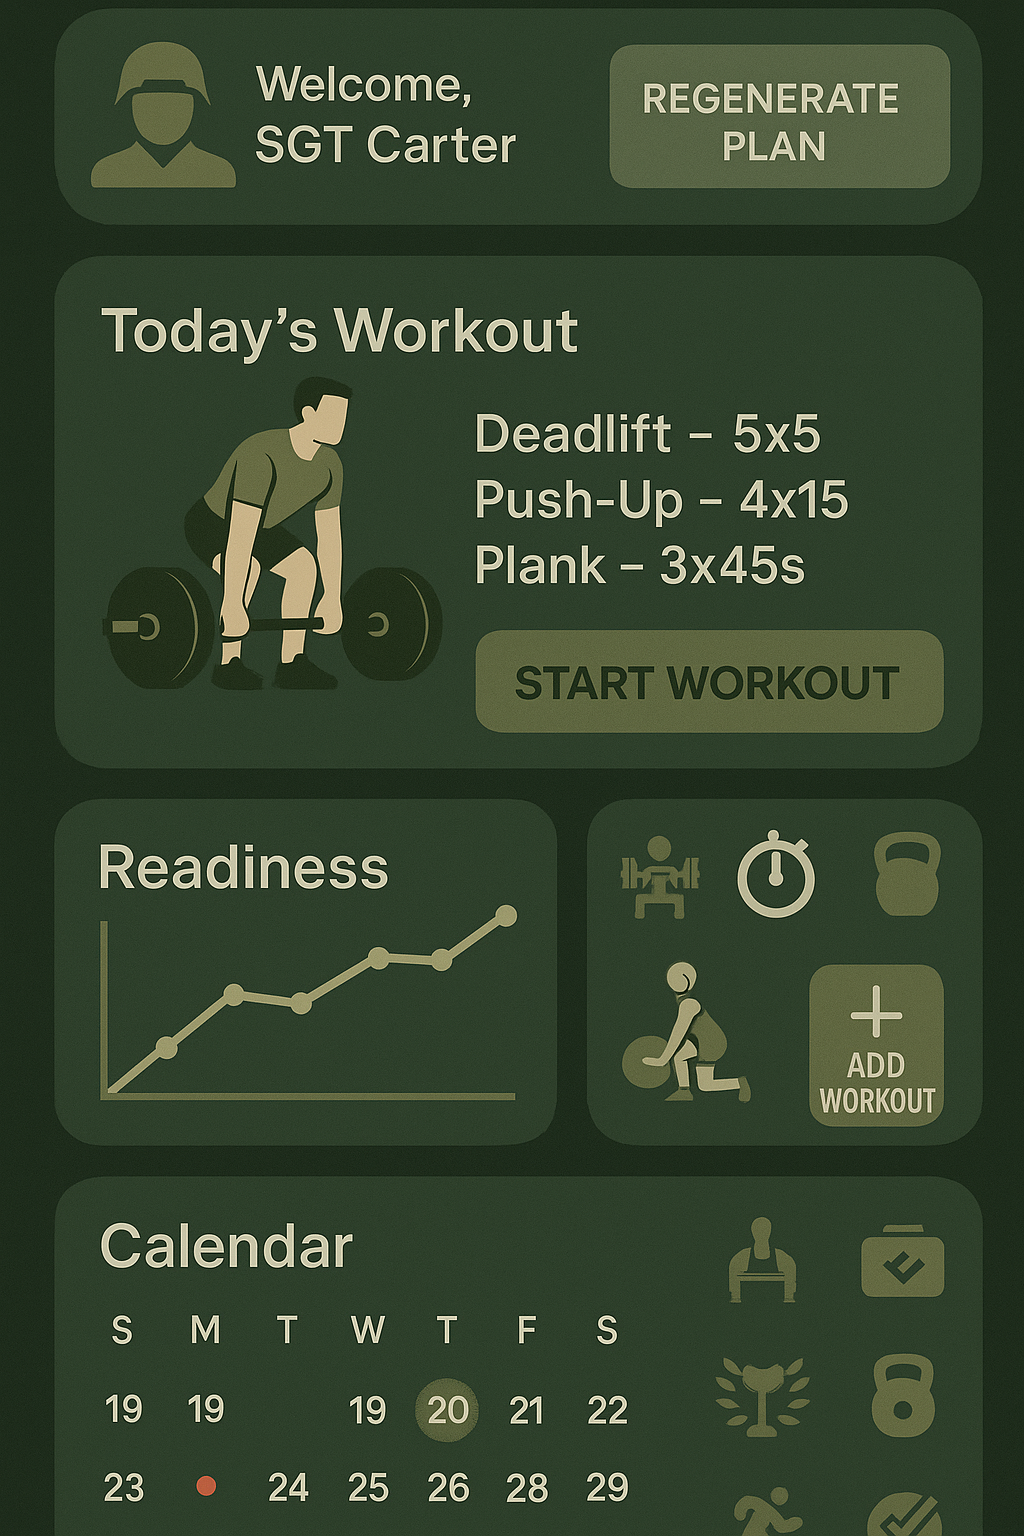 Welcome,
SGT Carter
REGENERATE
PLAN
Today’s Workout
Deadlift – 5x5
Push-Up – 4x15
Plank – 3x45s
START WORKOUT
Readiness
ADD
WORKOUT
Calendar
S M T W T F S
19 19 19 20 21 22
23 24 25 26 28 29